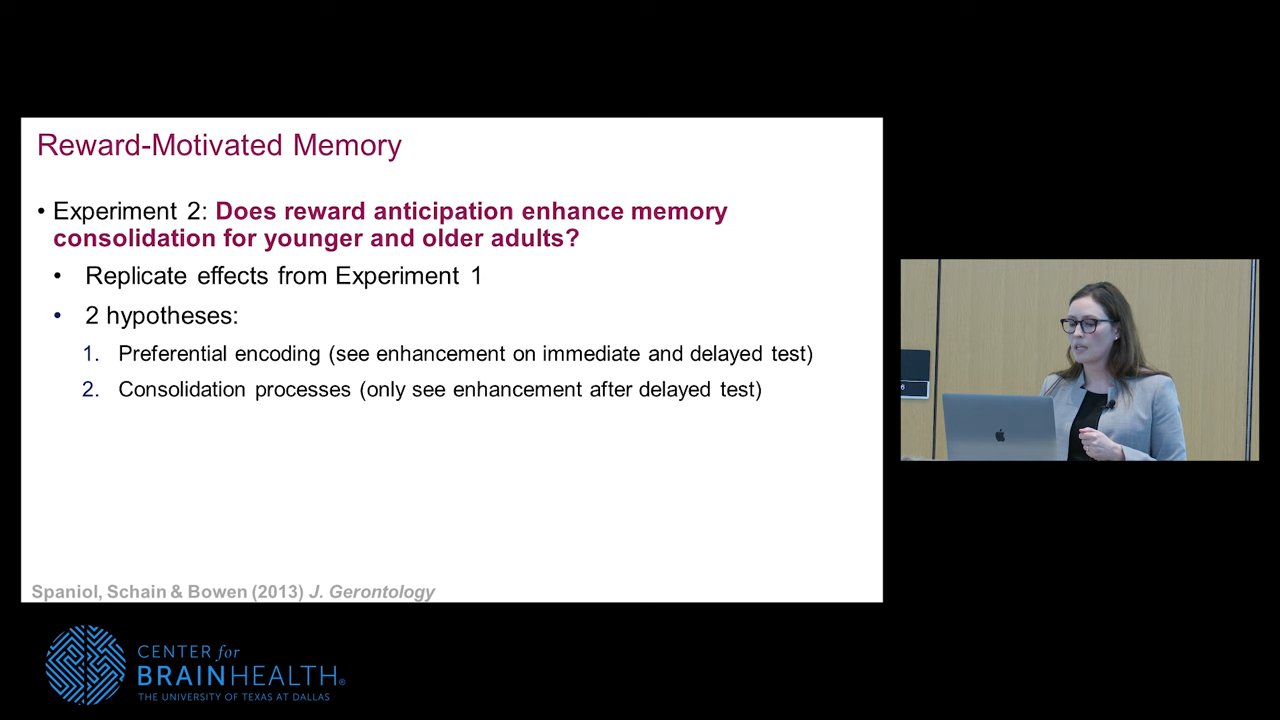 Reward-Motivated Memory
• Experiment 2: Does reward anticipation enhance memory
consolidation for younger and older adults?
• Replicate effects from Experiment 1
• 2 hypotheses:
1. Preferential encoding (see enhancement on immediate and delayed test)
2. Consolidation processes (only see enhancement after delayed test)
Spaniol, Schain & Bowen (2013) J. Gerontology
CENTER for
BRAINHEALTH®
THE UNIVERSITY OF TEXAS AT DALLAS